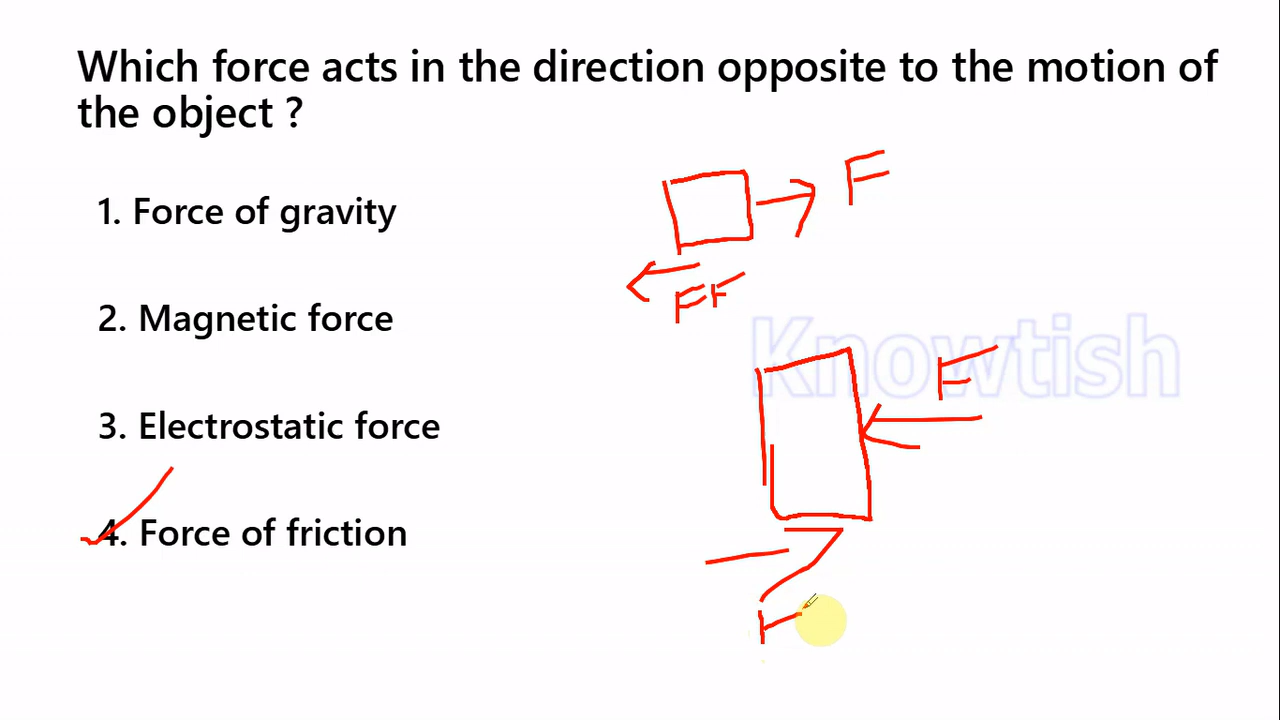 Which force acts in the direction opposite to the motion of
the object ?
1. Force of gravity
F
2. Magnetic force
Fr
Knowtish
F
3. Electrostatic force
4. Force of friction
F